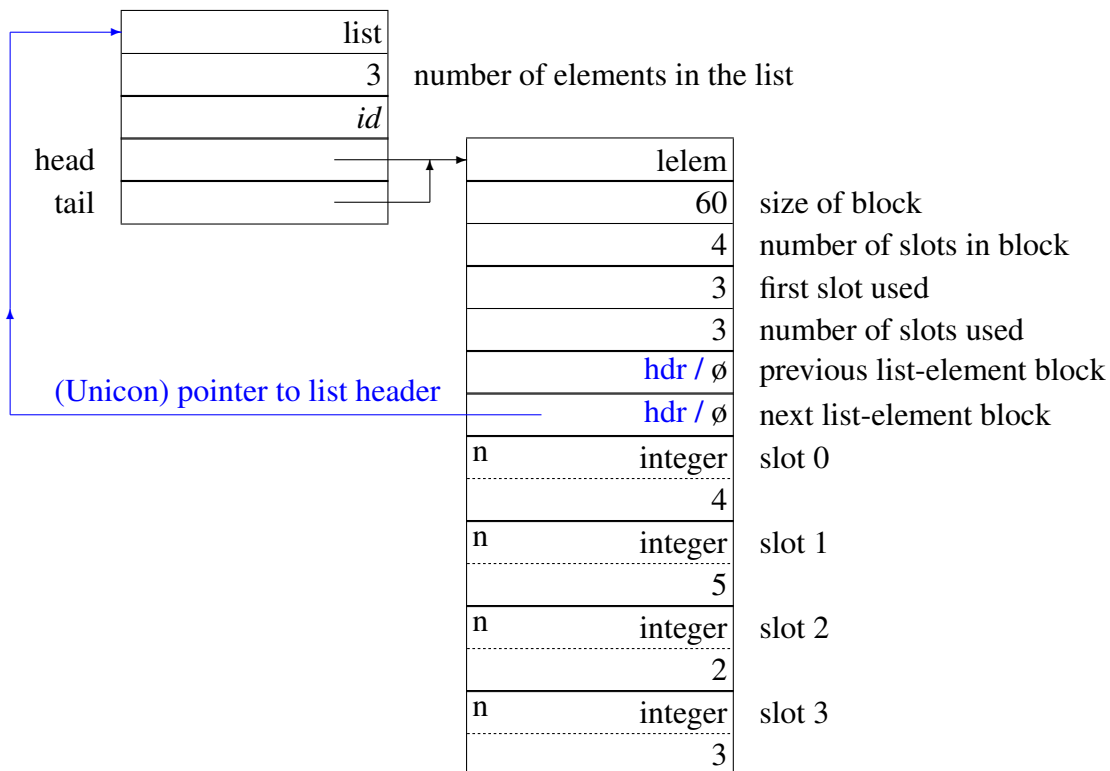 list
3 number of elements in the list
id
head lelem
tail 60 size of block
4 number of slots in block
3 first slot used
3 number of slots used
hdr / ø previous list-element block
(Unicon) pointer to list header
hdr / ø next list-element block
n integer slot 0
4
n integer slot 1
5
n integer slot 2
2
n integer slot 3
3